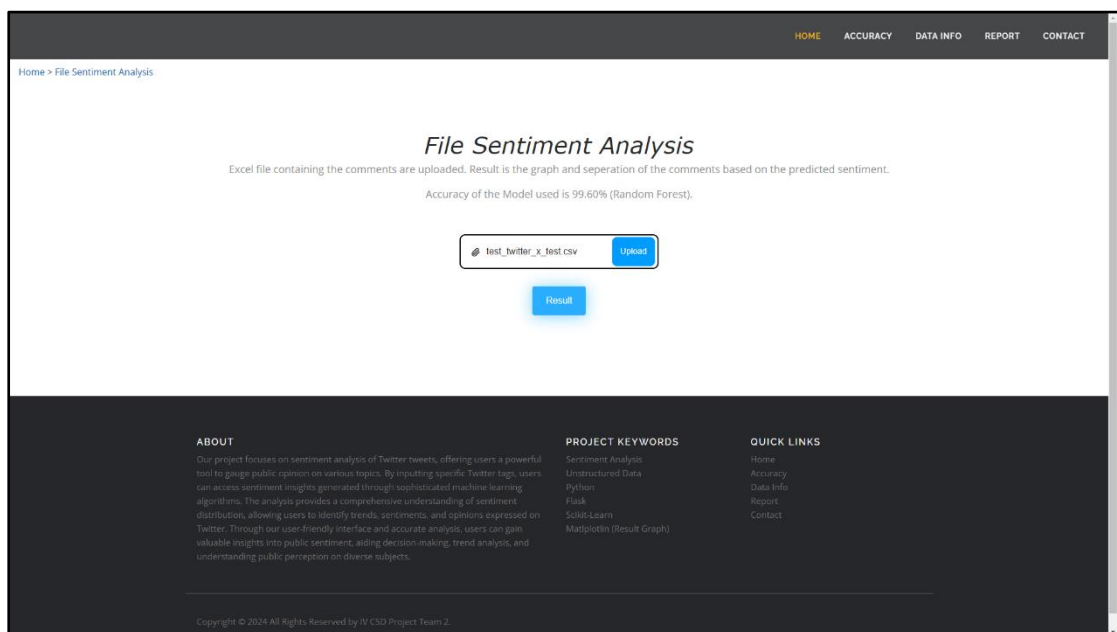 HOME ACCURACY DATA INFO REPORT CONTACT
Home > File Sentiment Analysis
File Sentiment Analysis
Excel file containing the comments are uploaded. Result is the graph and seperation of the comments based on the predicted sentiment.
Accuracy of the Model used is 99.60% (Random Forest).
test_twitter_x_test.csv Upload
Result
ABOUT
Our project focuses on sentiment analysis of Twitter tweets, offering users a powerful
tool to gauge public opinion on various topics. By inputting specific Twitter tags, users
can access sentiment insights generated through sophisticated machine learning
algorithms. The analysis provides a comprehensive understanding of sentiment
distribution, allowing users to identify trends, sentiments, and opinions expressed on
Twitter. Through our user-friendly interface and accurate analysis, users can gain
valuable insights into public sentiment, aiding decision-making, trend analysis, and
understanding public perception on diverse subjects.
PROJECT KEYWORDS
Sentiment Analysis
Unstructured Data
Python
Flask
Scikit-Learn
Matlplotlin (Result Graph)
QUICK LINKS
Home
Accuracy
Data Info
Report
Contact
Copyright © 2024 All Rights Reserved by IV CSD Project Team 2.